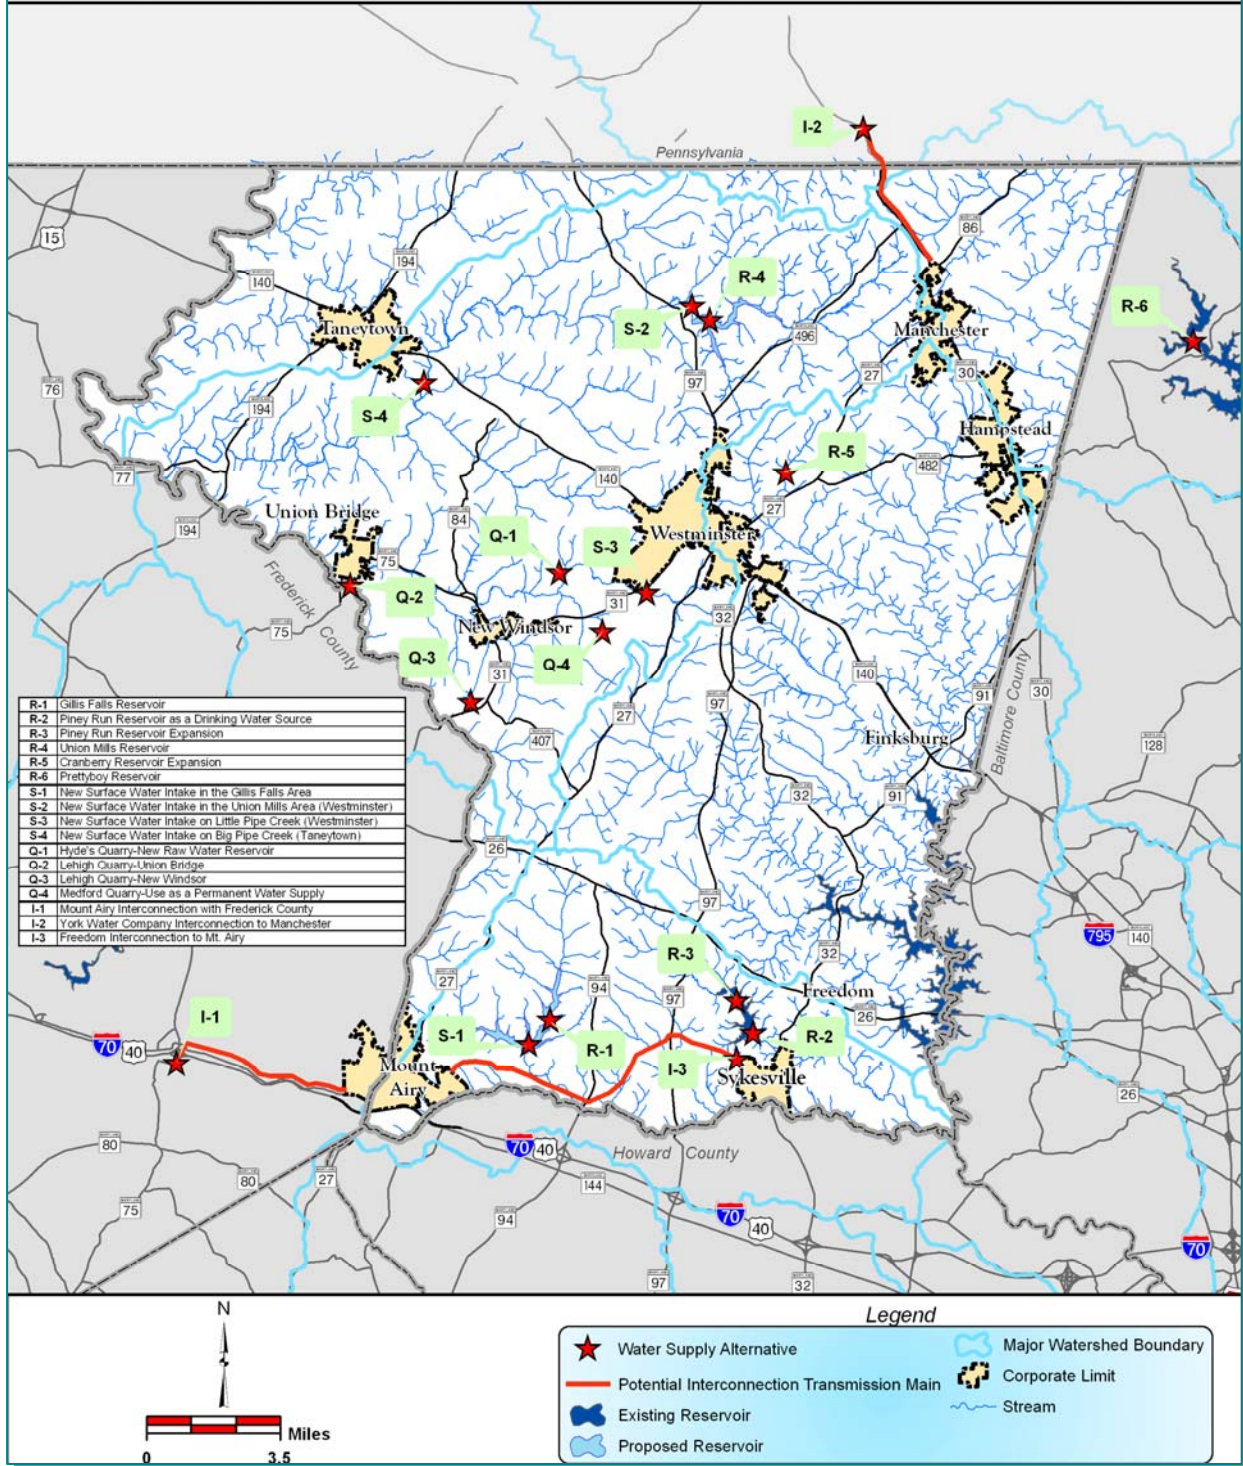 I-2
Pennsylvania
15
86
194
140
R-4
R-6
S-2
Taneytown
496
Manchester
27
30
76
97
194
S-4
Hampstead
R-5
482
77
140
27
Union Bridge
84
194
Q-1
S-3
Westminster
75
Q-2
31
32
Frederick County
75
New Windsor
Q-3
Q-4
31
140
91
30
27
97
Baltimore County
407
Finksburg
128
32
91
R-1 Gillis Falls Reservoir
R-2 Piney Run Reservoir as a Drinking Water Source
R-3 Piney Run Reservoir Expansion
R-4 Union Mills Reservoir
R-5 Cranberry Reservoir Expansion
R-6 Prettyboy Reservoir
S-1 New Surface Water Intake in the Gillis Falls Area
S-2 New Surface Water Intake in the Union Mills Area (Westminster)
S-3 New Surface Water Intake on Little Pipe Creek (Westminster)
S-4 New Surface Water Intake on Big Pipe Creek (Taneytown)
Q-1 Hyde's Quarry-New Raw Water Reservoir
Q-2 Lehigh Quarry-Union Bridge
Q-3 Lehigh Quarry-New Windsor
Q-4 Medford Quarry-Use as a Permanent Water Supply
I-1 Mount Airy Interconnection with Frederick County
I-2 York Water Company Interconnection to Manchester
I-3 Freedom Interconnection to Mt. Airy
26
97
795
140
R-3
32
27
94
97
Freedom
26
I-1
70
40
S-1
R-1
R-2
I-3
Mount
Airy
Sykesville
26
80
70
40
Howard County
80
27
144
75
94
70
40
70
97
32
N
Miles
0
3.5
Legend
Water Supply Alternative
Potential Interconnection Transmission Main
Existing Reservoir
Proposed Reservoir
Major Watershed Boundary
Corporate Limit
Stream